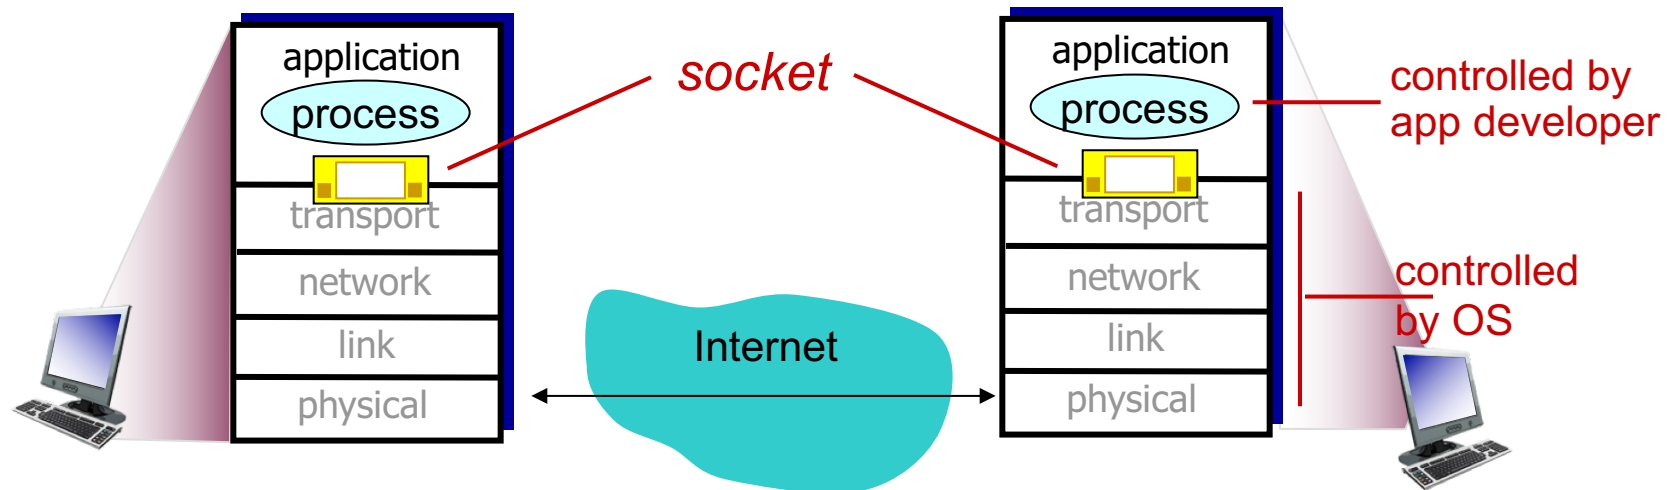 application
process
transport
network
link
physical
socket
Internet
application
process
transport
network
link
physical
controlled by
app developer
controlled
by OS